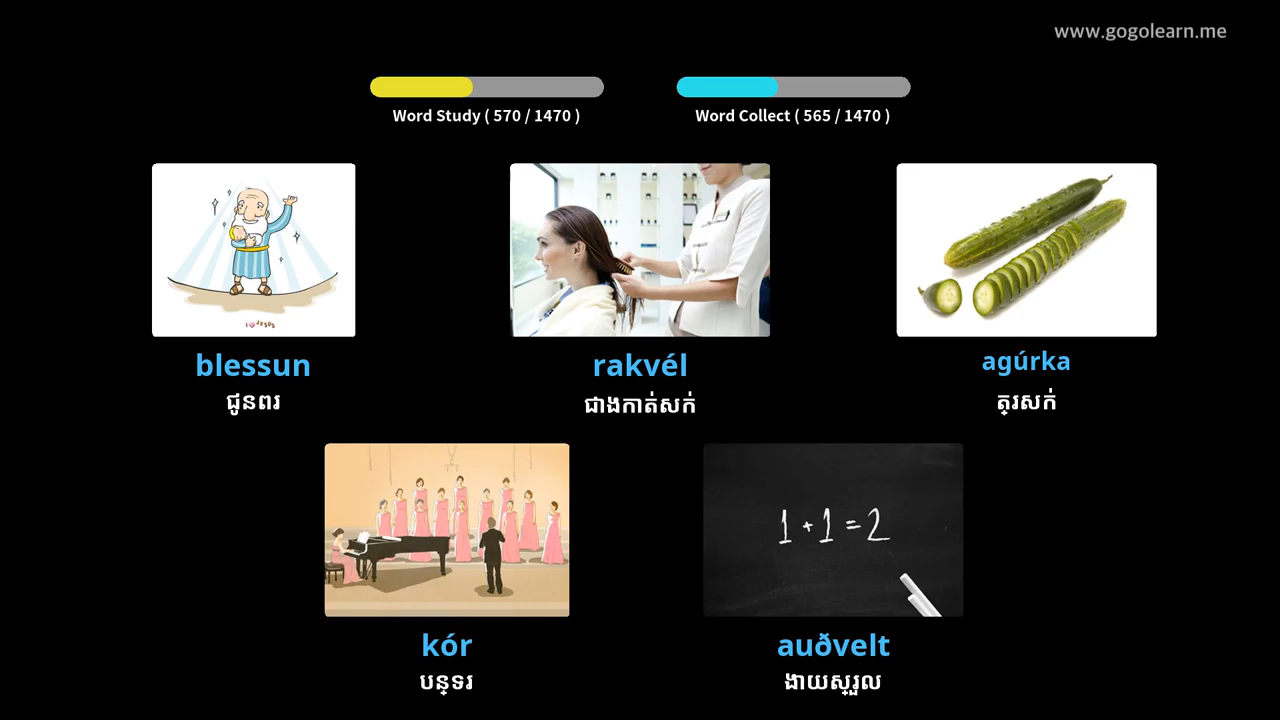 www.gogolearn.me
Word Study ( 570 / 1470 )
Word Collect ( 565 / 1470 )
I ♥ JESUS
blessun
ជូនពរ
rakvél
ជាងកាត់សក់
agúrka
ត្រសក់
1 + 1 = 2
kór
បន្ទរ
auðvelt
ងាយស្រួល